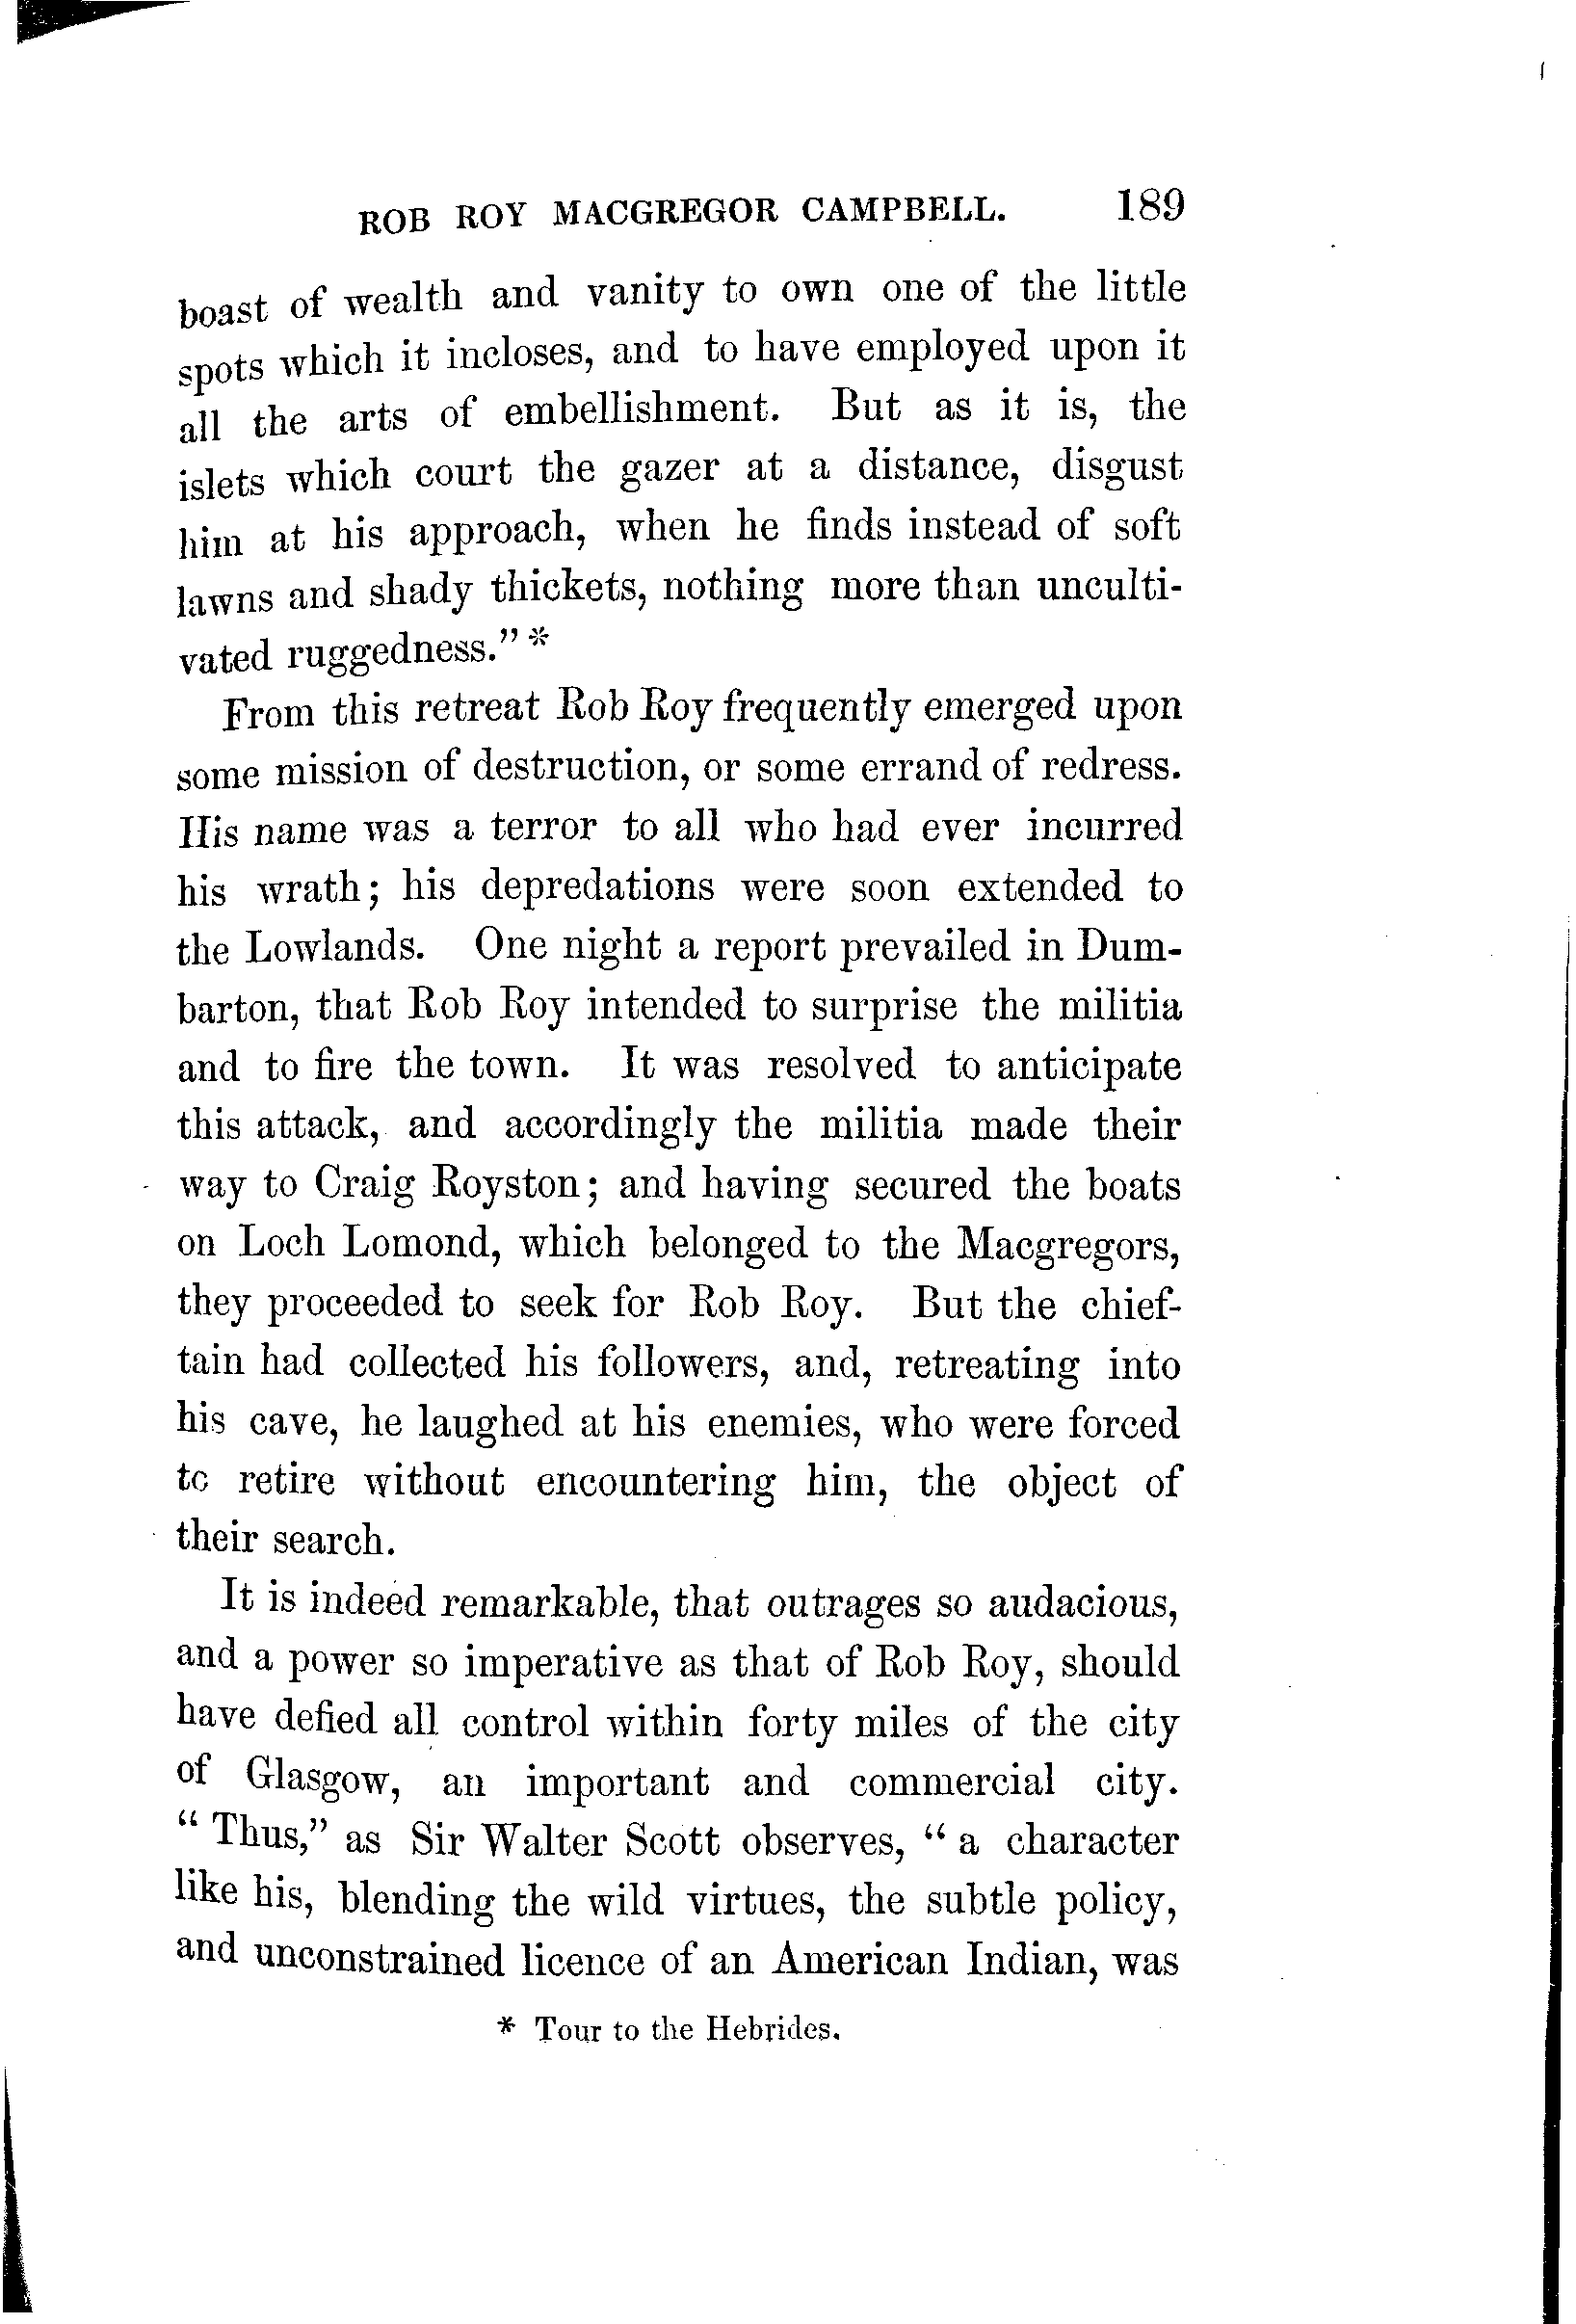 ROB ROY MACGREGOR CAMPBELL. 189
boast of wealth and vanity to own one of the little
spots which it incloses, and to have employed upon it
all the arts of embellishment. But as it is, the
islets which court the gazer at a distance, disgust
him at his approach, when he finds instead of soft
lawns and shady thickets, nothing more than unculti-
vated ruggedness." *
From this retreat Rob Roy frequently emerged upon
some mission of destruction, or some errand of redress.
His name was a terror to all who had ever incurred
his wrath; his depredations were soon extended to
the Lowlands. One night a report prevailed in Dum-
barton, that Rob Roy intended to surprise the militia
and to fire the town. It was resolved to anticipate
this attack, and accordingly the militia made their
way to Craig Royston; and having secured the boats
on Loch Lomond, which belonged to the Macgregors,
they proceeded to seek for Rob Roy. But the chief-
tain had collected his followers, and, retreating into
his cave, he laughed at his enemies, who were forced
to retire without encountering him, the object of
their search.
It is indeed remarkable, that outrages so audacious,
and a power so imperative as that of Rob Roy, should
have defied all control within forty miles of the city
of Glasgow, an important and commercial city.
"Thus," as Sir Walter Scott observes, "a character
like his, blending the wild virtues, the subtle policy,
and unconstrained licence of an American Indian, was
* Tour to the Hebrides.